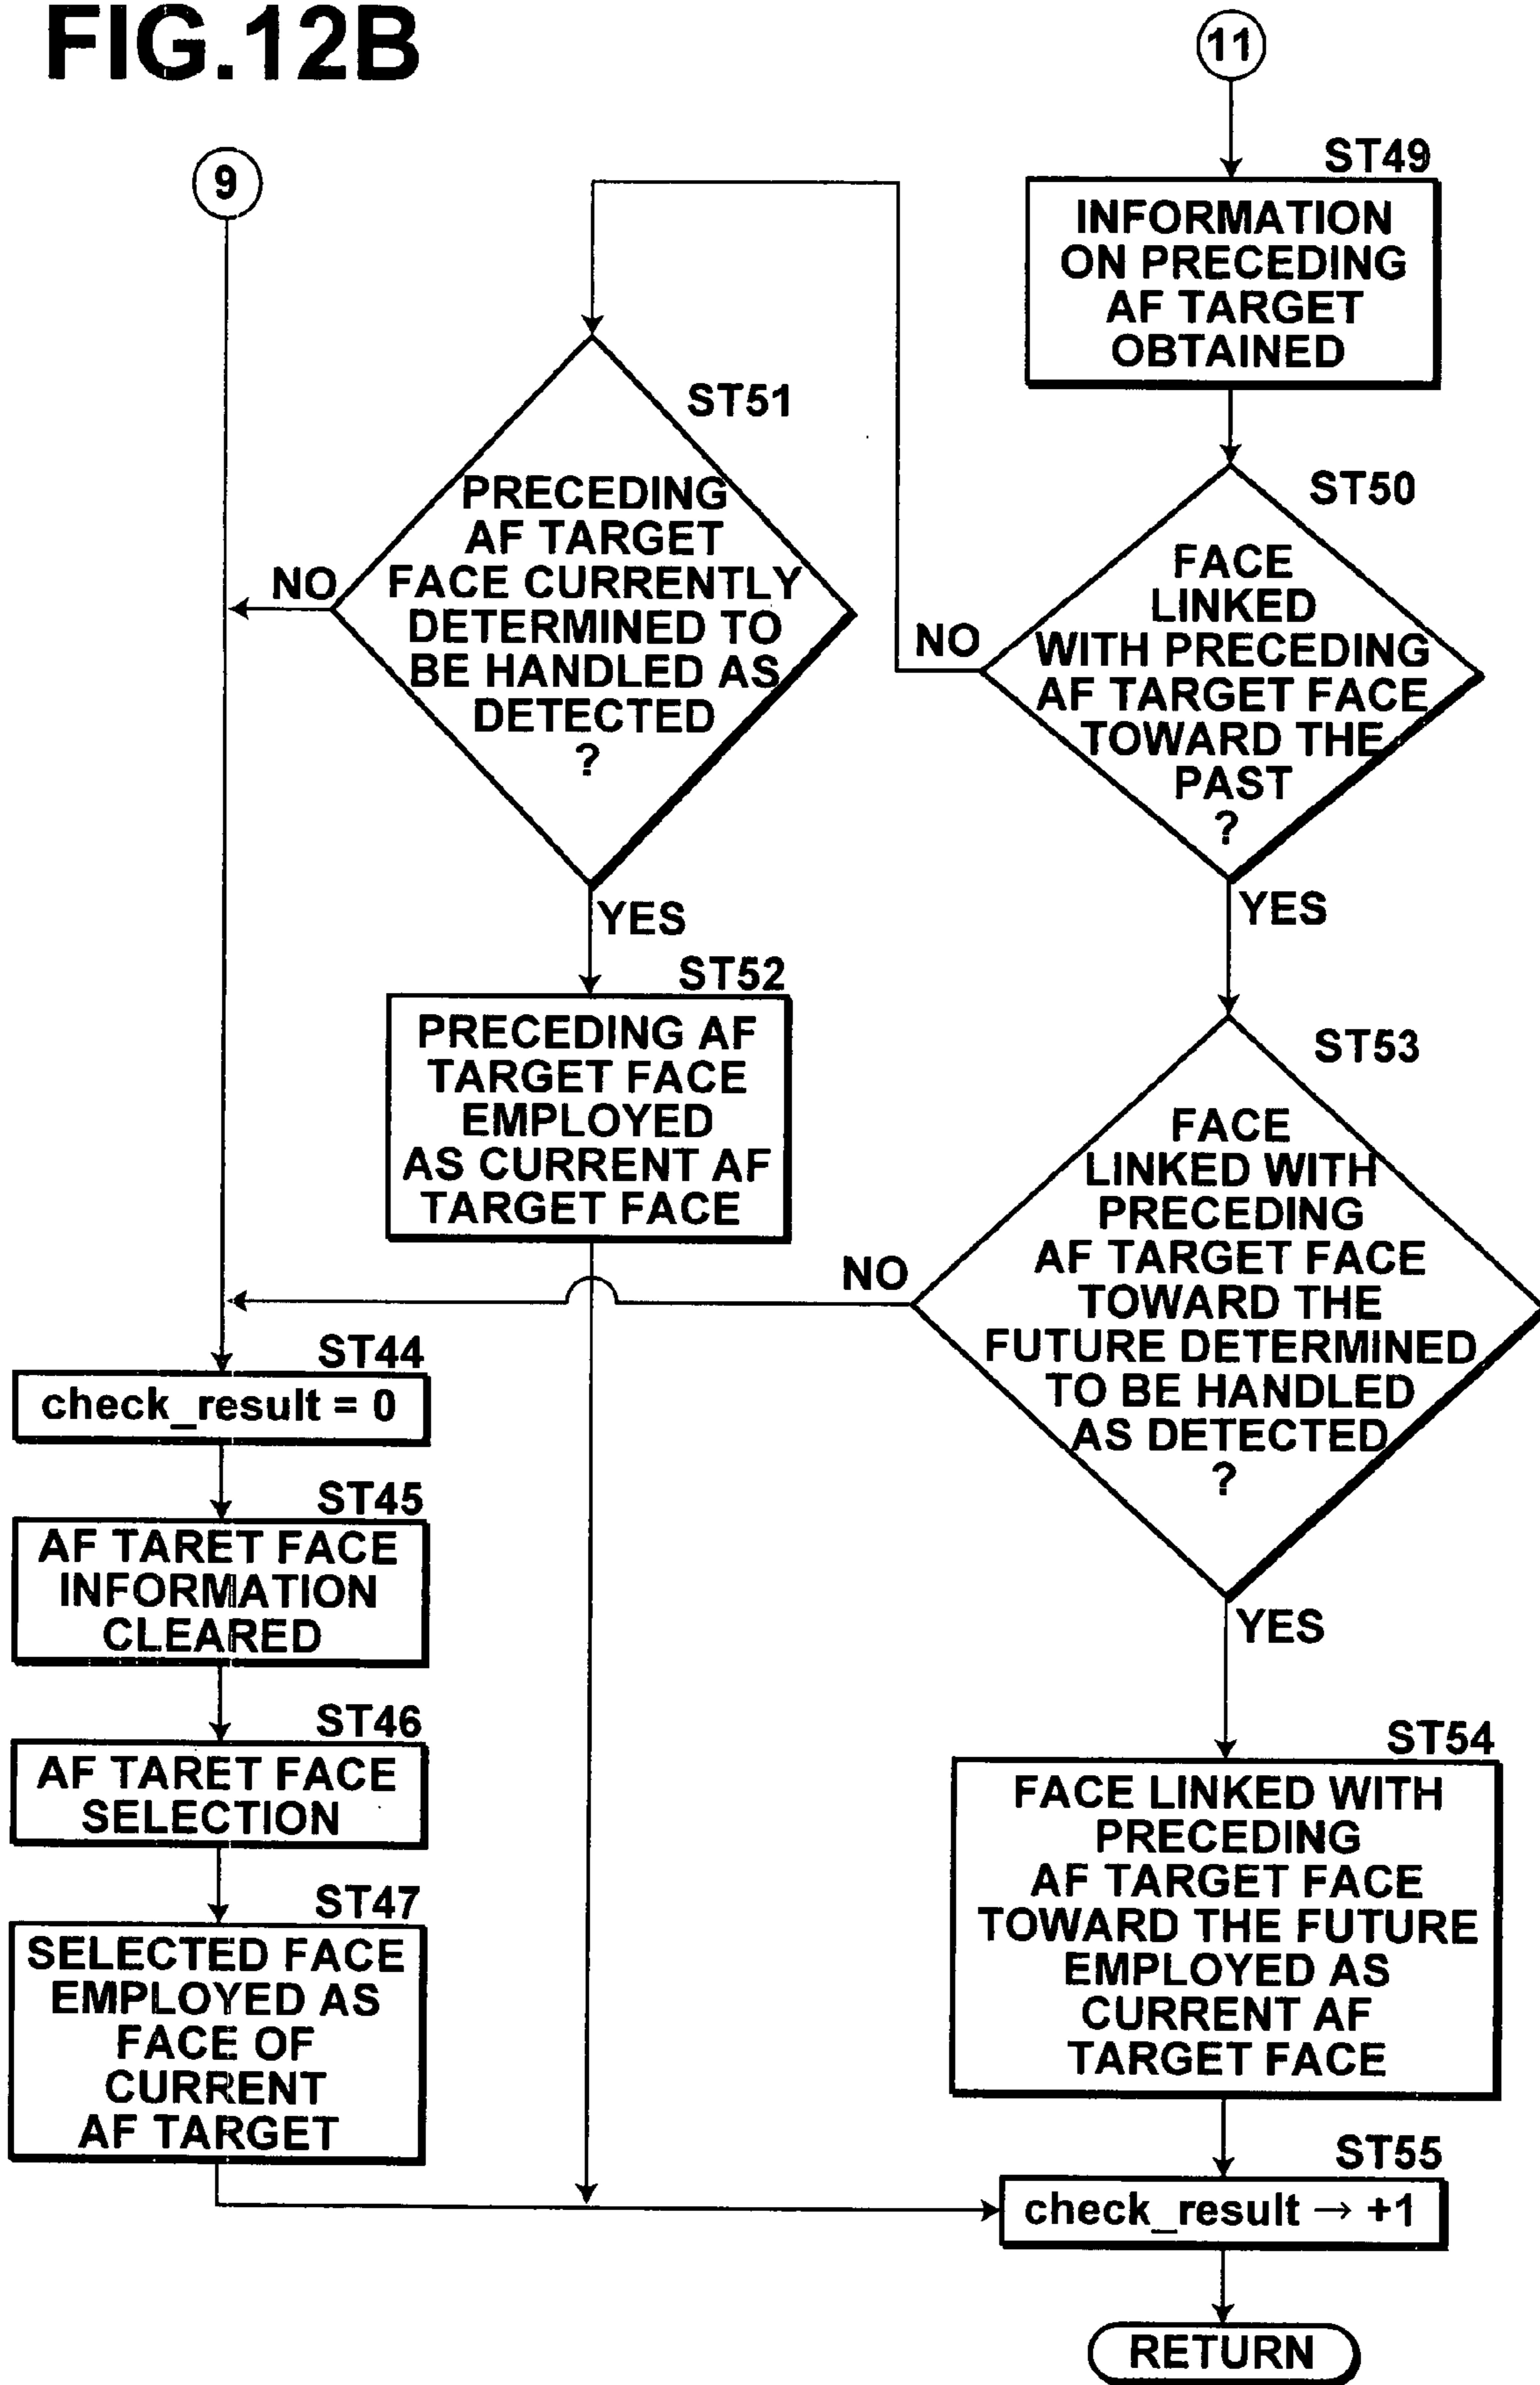 FIG.12B
11
9
ST49
INFORMATION
ON PRECEDING
AF TARGET
OBTAINED
ST51
PRECEDING
AF TARGET
FACE CURRENTLY
DETERMINED TO
BE HANDLED AS
DETECTED
?
NO
YES
ST50
FACE
LINKED
WITH PRECEDING
AF TARGET FACE
TOWARD THE
PAST
?
NO
YES
ST52
PRECEDING AF
TARGET FACE
EMPLOYED
AS CURRENT AF
TARGET FACE
ST53
FACE
LINKED WITH
PRECEDING
AF TARGET FACE
TOWARD THE
FUTURE DETERMINED
TO BE HANDLED
AS DETECTED
?
NO
YES
ST44
check_result = 0
ST45
AF TARET FACE
INFORMATION
CLEARED
ST46
AF TARET FACE
SELECTION
ST47
SELECTED FACE
EMPLOYED AS
FACE OF
CURRENT
AF TARGET
ST54
FACE LINKED WITH
PRECEDING
AF TARGET FACE
TOWARD THE FUTURE
EMPLOYED AS
CURRENT AF
TARGET FACE
ST55
check_result → +1
RETURN